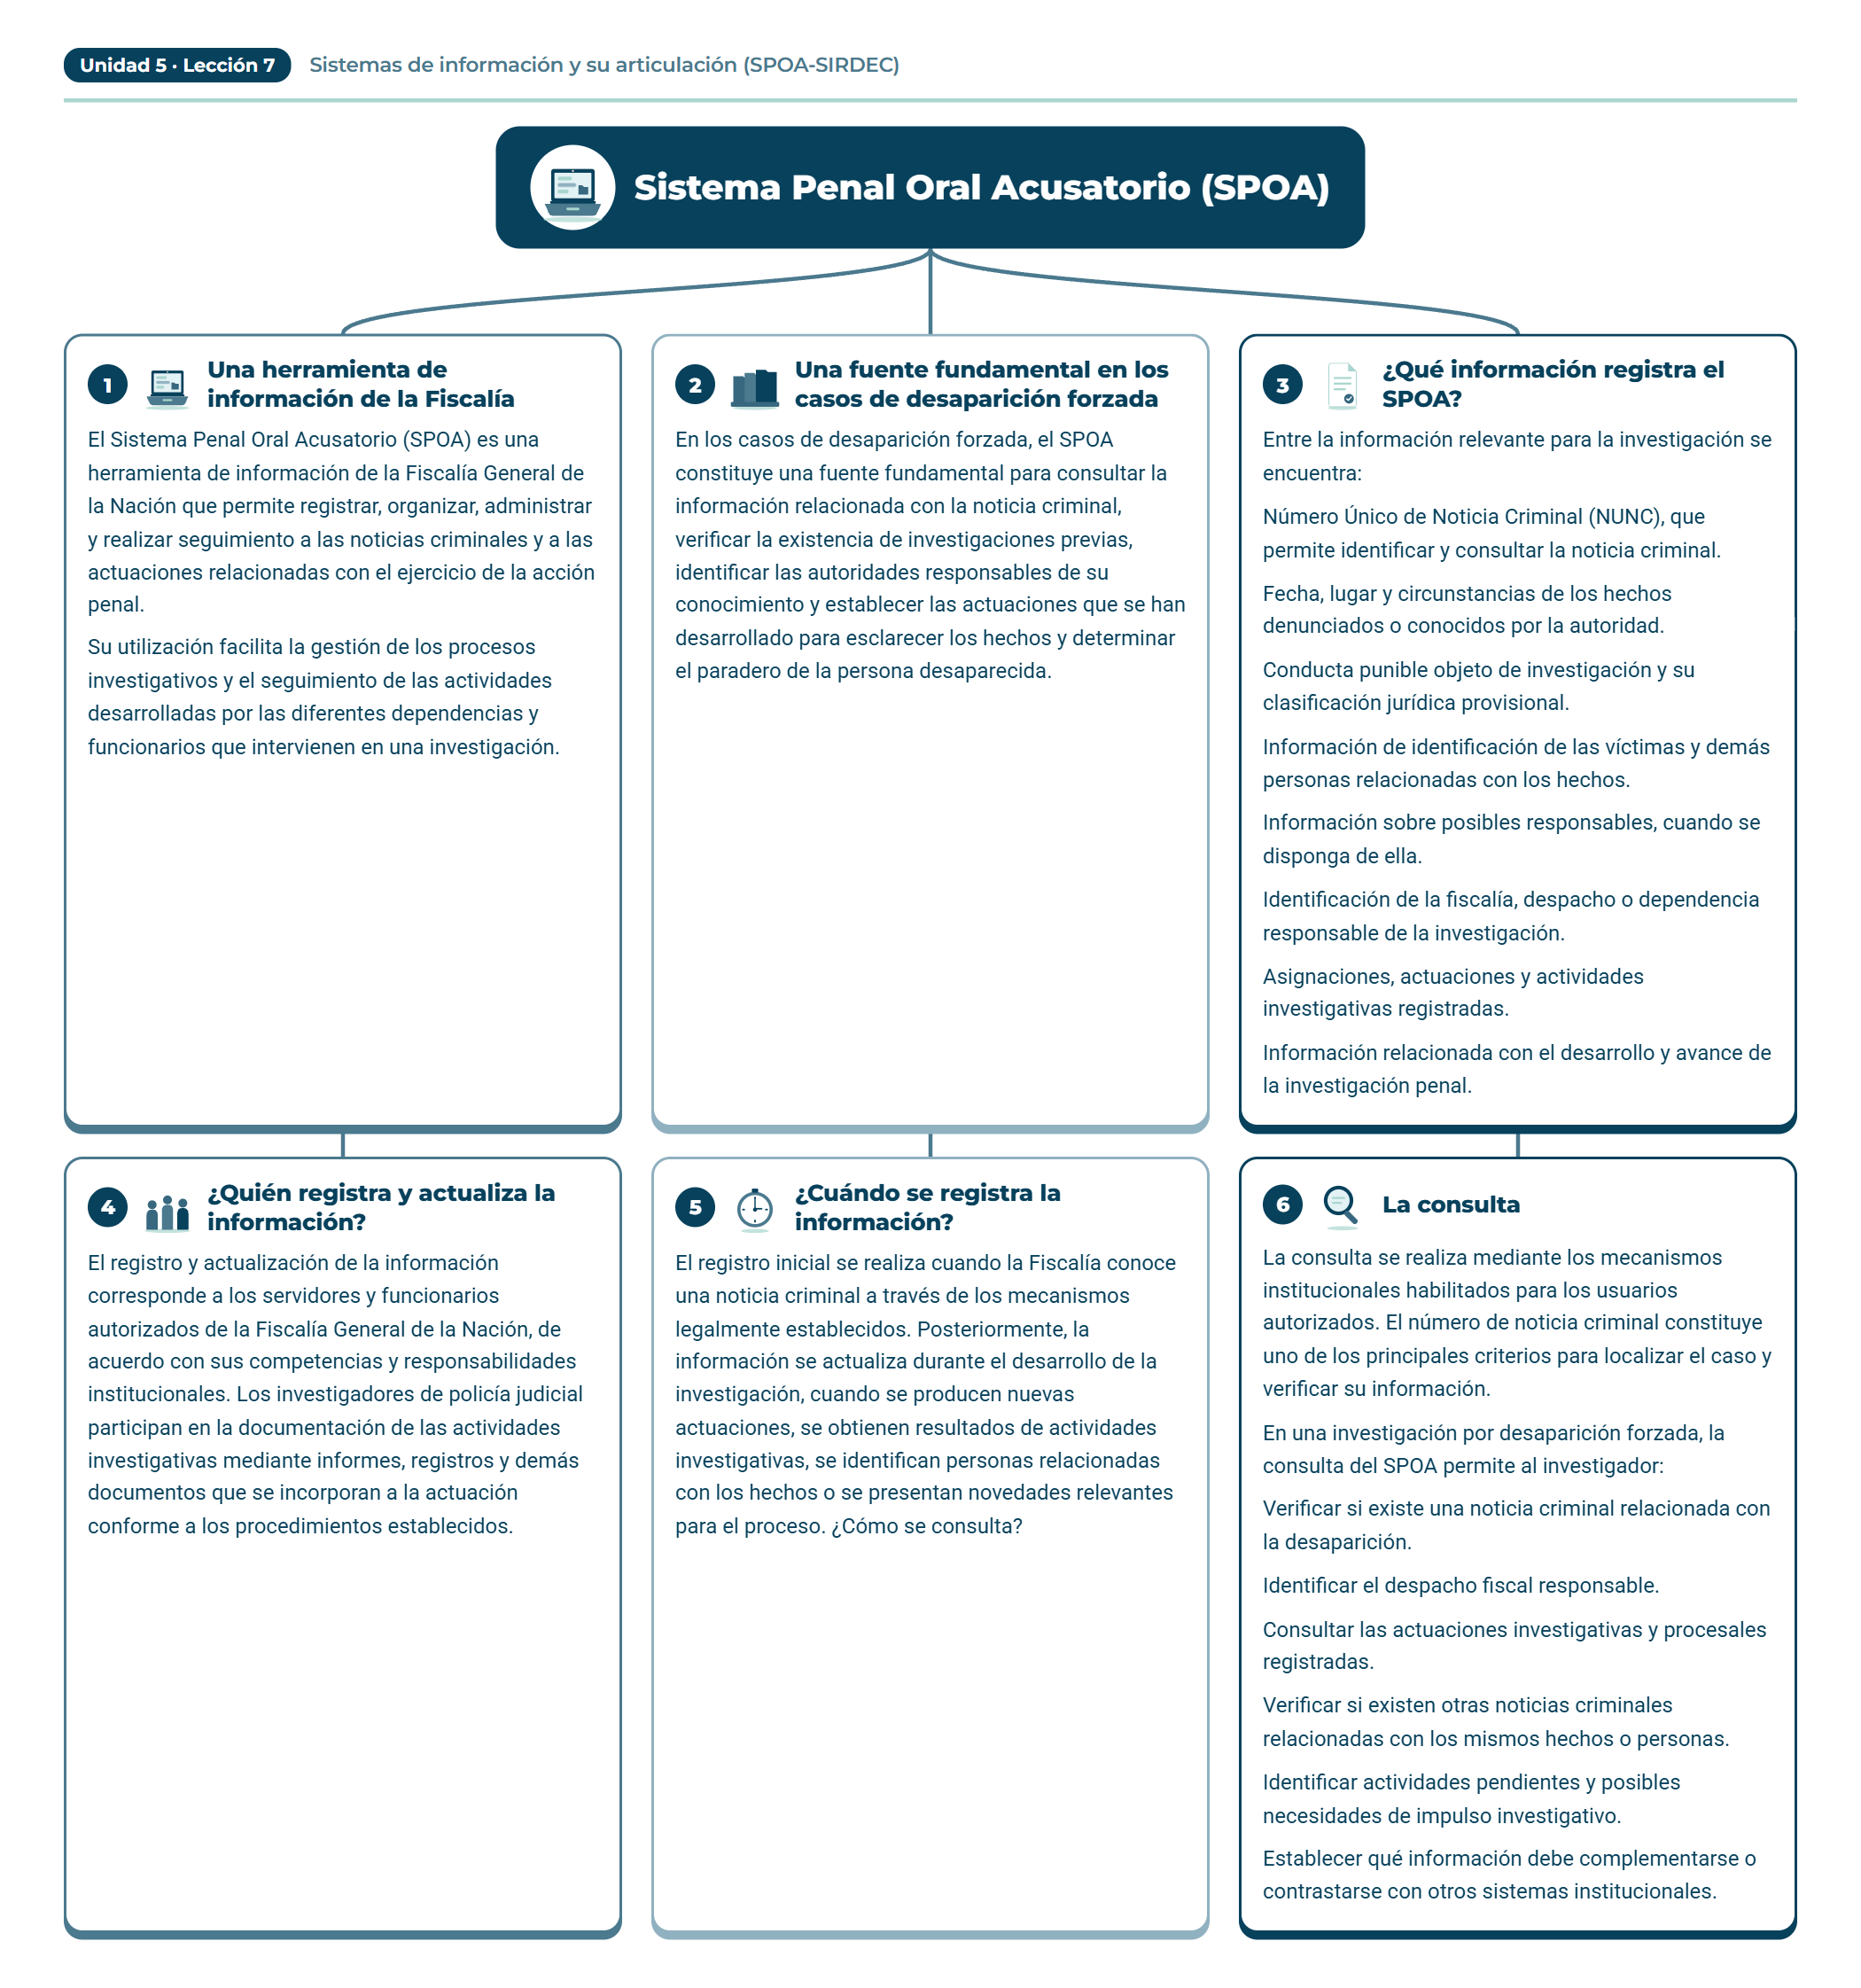 Unidad 5 · Lección 7
Sistemas de información y su articulación (SPOA-SIRDEC)
Sistema Penal Oral Acusatorio (SPOA)
1
Una herramienta de
información de la Fiscalía
El Sistema Penal Oral Acusatorio (SPOA) es una
herramienta de información de la Fiscalía General de
la Nación que permite registrar, organizar, administrar
y realizar seguimiento a las noticias criminales y a las
actuaciones relacionadas con el ejercicio de la acción
penal.
Su utilización facilita la gestión de los procesos
investigativos y el seguimiento de las actividades
desarrolladas por las diferentes dependencias y
funcionarios que intervienen en una investigación.
2
Una fuente fundamental en los
casos de desaparición forzada
En los casos de desaparición forzada, el SPOA
constituye una fuente fundamental para consultar la
información relacionada con la noticia criminal,
verificar la existencia de investigaciones previas,
identificar las autoridades responsables de su
conocimiento y establecer las actuaciones que se han
desarrollado para esclarecer los hechos y determinar
el paradero de la persona desaparecida.
3
¿Qué información registra el
SPOA?
Entre la información relevante para la investigación se
encuentra:
Número Único de Noticia Criminal (NUNC), que
permite identificar y consultar la noticia criminal.
Fecha, lugar y circunstancias de los hechos
denunciados o conocidos por la autoridad.
Conducta punible objeto de investigación y su
clasificación jurídica provisional.
Información de identificación de las víctimas y demás
personas relacionadas con los hechos.
Información sobre posibles responsables, cuando se
disponga de ella.
Identificación de la fiscalía, despacho o dependencia
responsable de la investigación.
Asignaciones, actuaciones y actividades
investigativas registradas.
Información relacionada con el desarrollo y avance de
la investigación penal.
4
¿Quién registra y actualiza la
información?
El registro y actualización de la información
corresponde a los servidores y funcionarios
autorizados de la Fiscalía General de la Nación, de
acuerdo con sus competencias y responsabilidades
institucionales. Los investigadores de policía judicial
participan en la documentación de las actividades
investigativas mediante informes, registros y demás
documentos que se incorporan a la actuación
conforme a los procedimientos establecidos.
5
¿Cuándo se registra la
información?
El registro inicial se realiza cuando la Fiscalía conoce
una noticia criminal a través de los mecanismos
legalmente establecidos. Posteriormente, la
información se actualiza durante el desarrollo de la
investigación, cuando se producen nuevas
actuaciones, se obtienen resultados de actividades
investigativas, se identifican personas relacionadas
con los hechos o se presentan novedades relevantes
para el proceso. ¿Cómo se consulta?
6
La consulta
La consulta se realiza mediante los mecanismos
institucionales habilitados para los usuarios
autorizados. El número de noticia criminal constituye
uno de los principales criterios para localizar el caso y
verificar su información.
En una investigación por desaparición forzada, la
consulta del SPOA permite al investigador:
Verificar si existe una noticia criminal relacionada con
la desaparición.
Identificar el despacho fiscal responsable.
Consultar las actuaciones investigativas y procesales
registradas.
Verificar si existen otras noticias criminales
relacionadas con los mismos hechos o personas.
Identificar actividades pendientes y posibles
necesidades de impulso investigativo.
Establecer qué información debe complementarse o
contrastarse con otros sistemas institucionales.